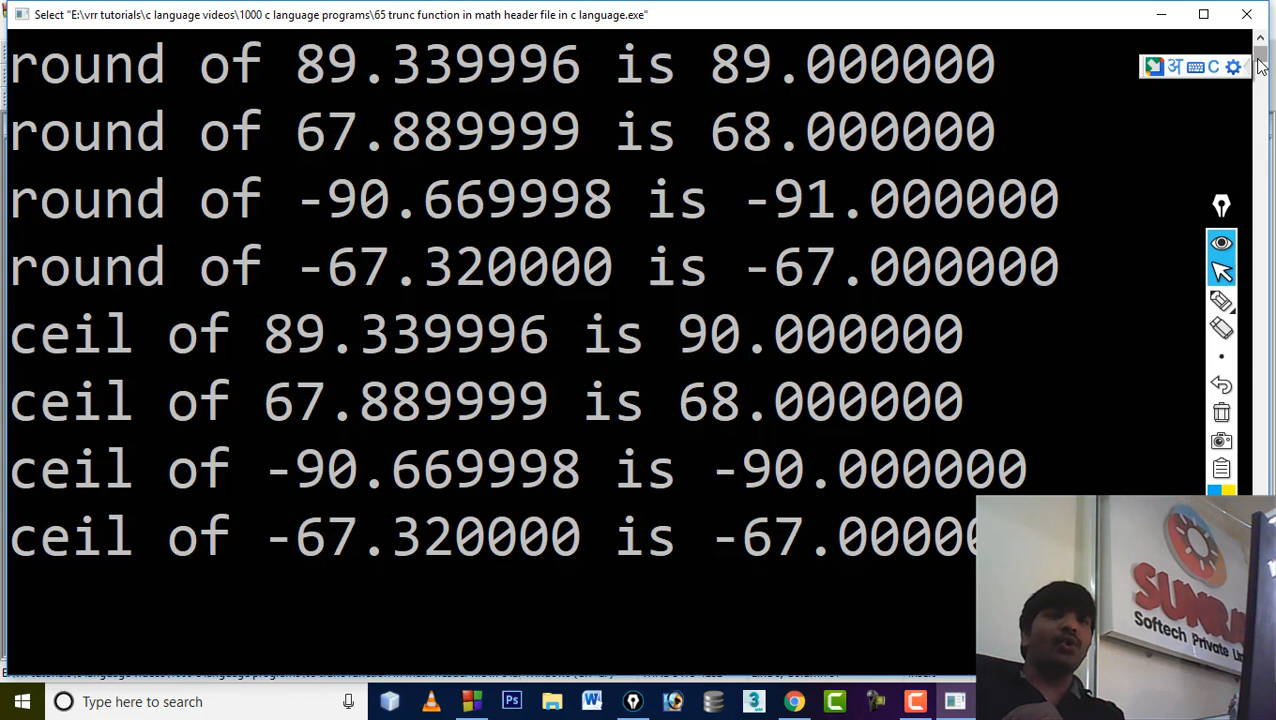 Select "E:\vrr tutorials\c language videos\1000 c language programs\65 trunc function in math header file in c language.exe"
round of 89.339996 is 89.000000
round of 67.889999 is 68.000000
round of -90.669998 is -91.000000
round of -67.320000 is -67.000000
ceil of 89.339996 is 90.000000
ceil of 67.889999 is 68.000000
ceil of -90.669998 is -90.000000
ceil of -67.320000 is -67.00000
अ C
Softech Private
Type here to search
Ps W 3